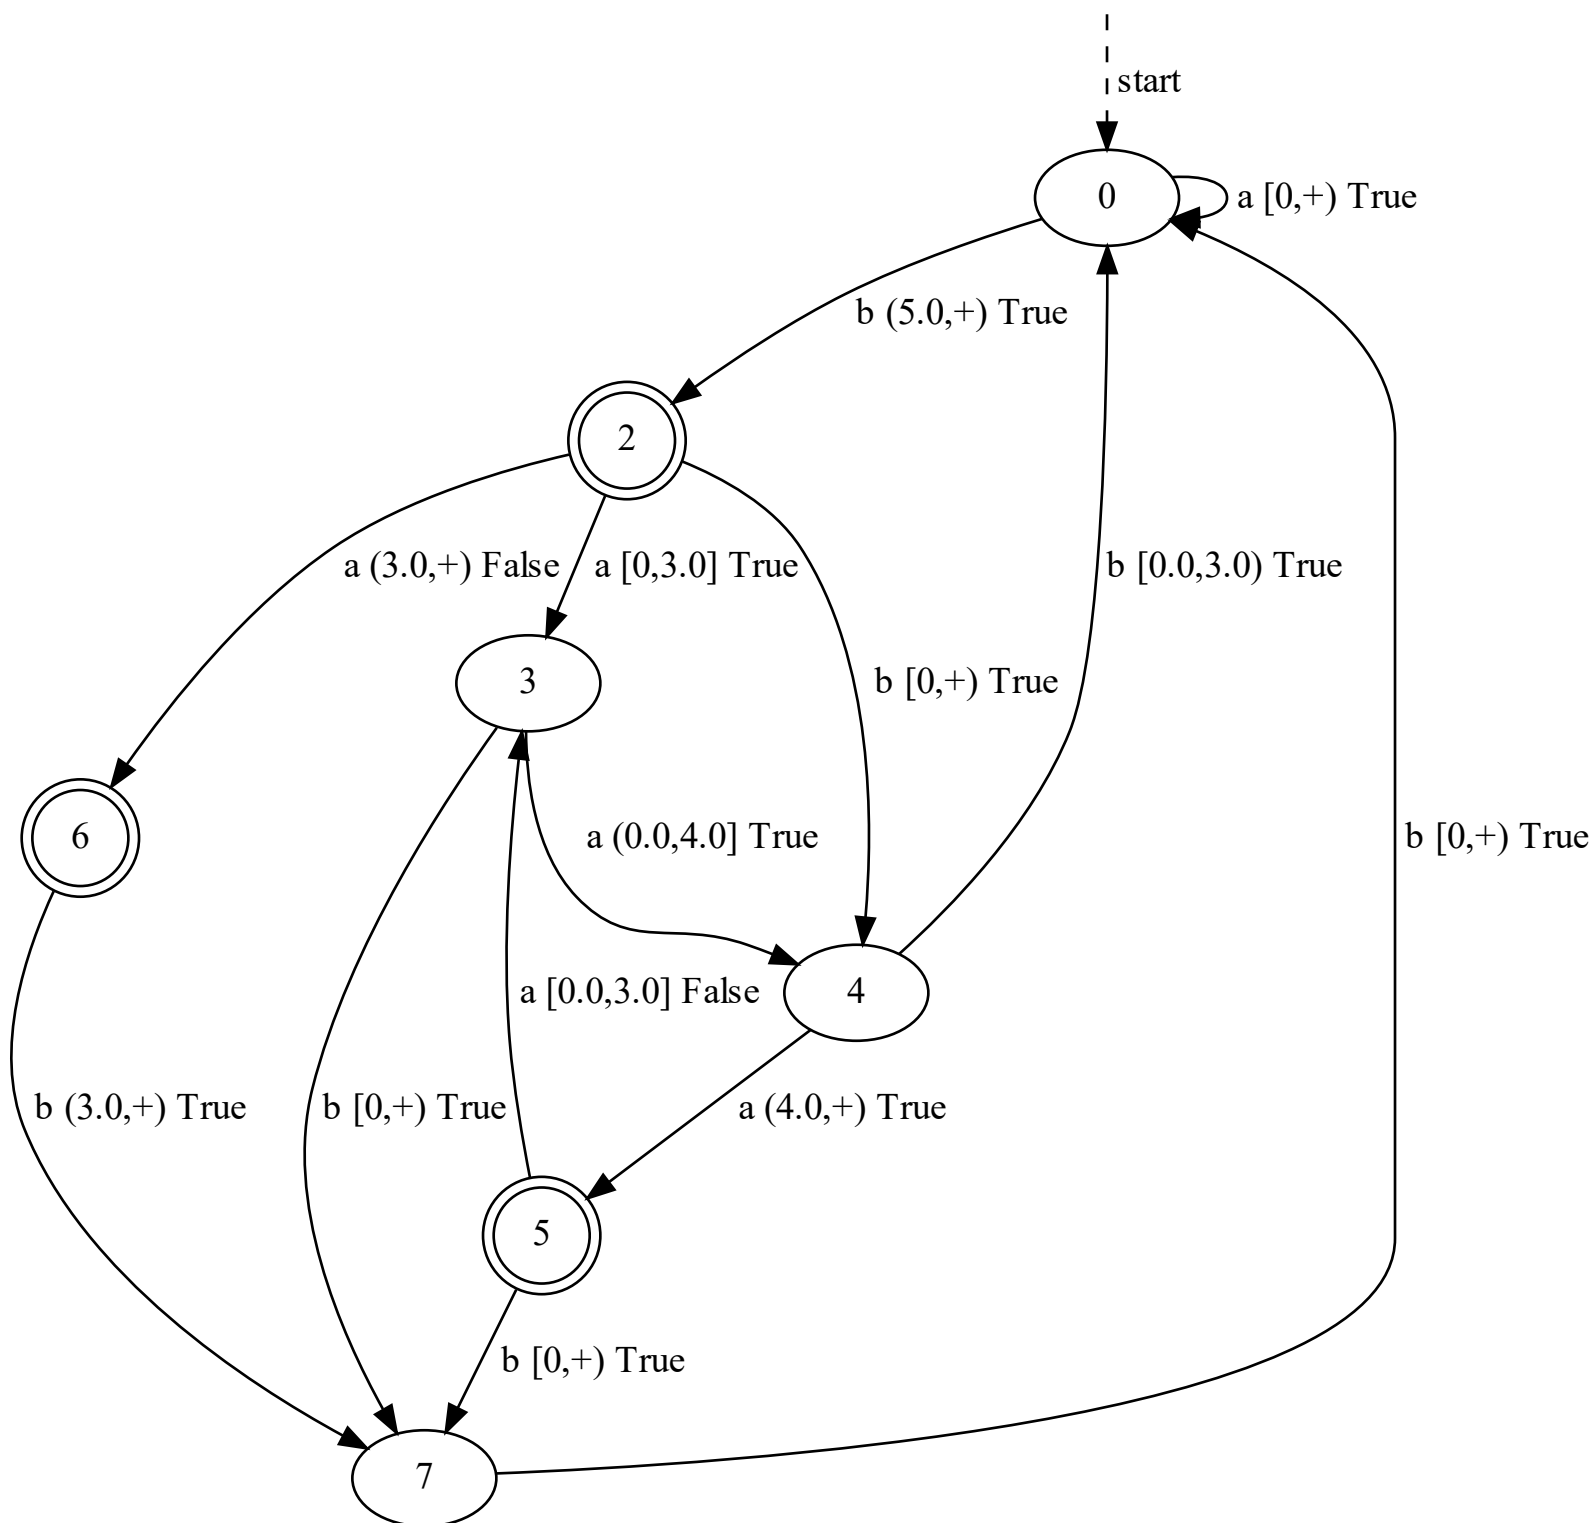 start
0
a [0,+) True
b (5.0,+) True
2
a (3.0,+) False
a [0,3.0] True
b [0.0,3.0) True
3
b [0,+) True
6
a (0.0,4.0] True
b [0,+) True
a [0.0,3.0] False
4
b (3.0,+) True
b [0,+) True
a (4.0,+) True
5
b [0,+) True
7